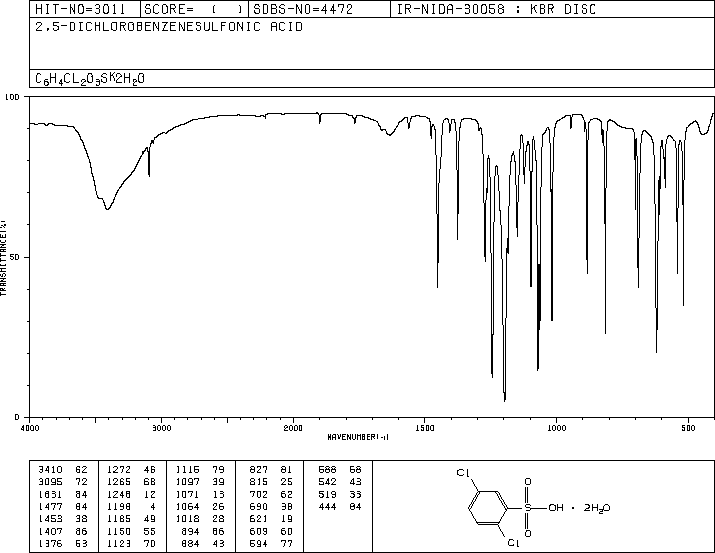 HIT-NO=3011 SCORE= ( ) SDBS-NO=4472 IR-NIDA-30058 : KBR DISC
2,5-DICHLOROBENZENESULFONIC ACID
C6H4CL2O3SK2H2O
100
50
0
TRANSMITTANCE(%)
4000 3000 2000 1500 1000 500
WAVENUMBER(-1)
3410 62 1272 46 1116 79 827 81 588 68
3095 72 1265 68 1097 39 815 25 542 43
1631 84 1248 12 1071 13 702 62 519 33
1477 84 1198 4 1064 26 690 38 444 84
1453 38 1185 49 1018 28 621 19
1407 86 1150 55 894 86 609 60
1376 53 1123 70 884 43 594 77
Cl
O
S OH · 2H2O
O
Cl